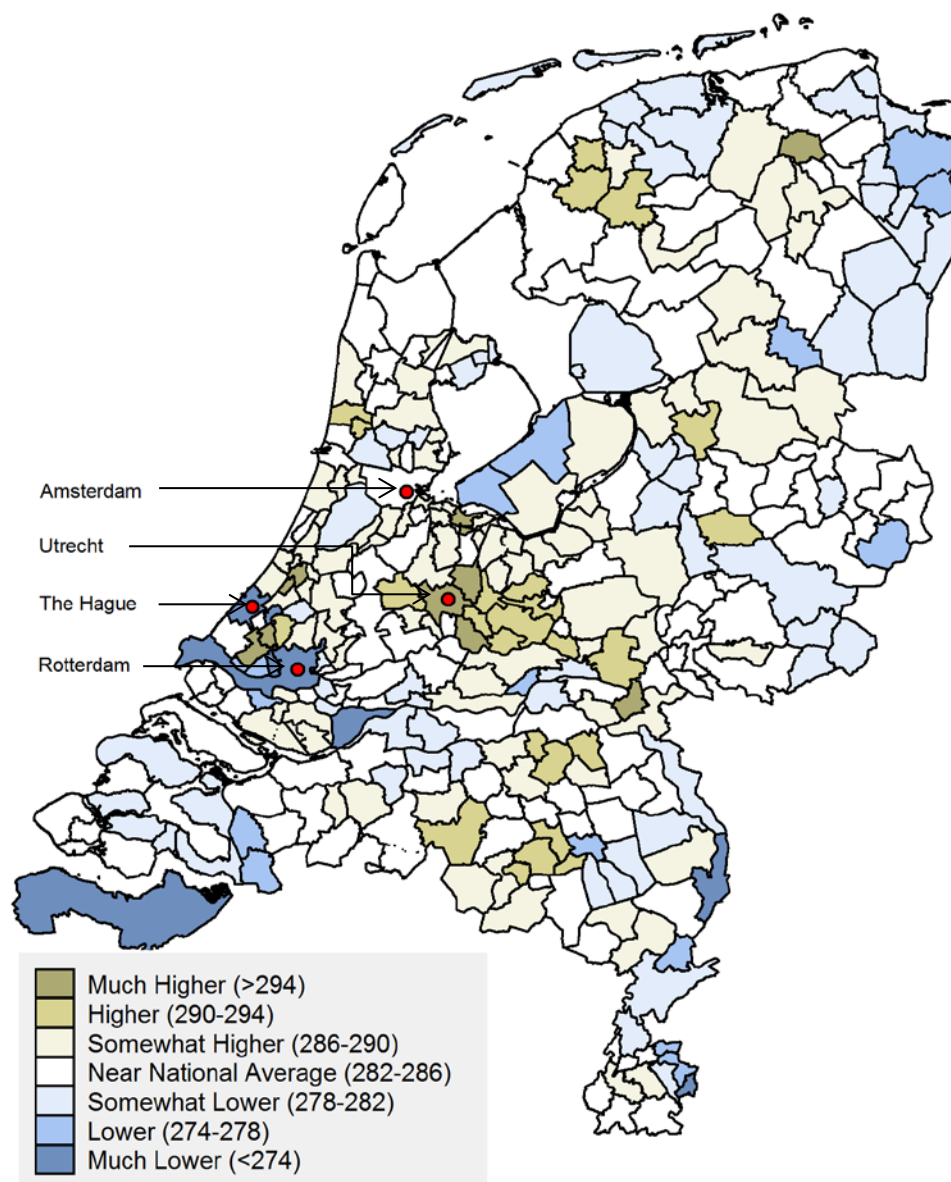 Amsterdam
Utrecht
The Hague
Rotterdam
Much Higher (>294)
Higher (290-294)
Somewhat Higher (286-290)
Near National Average (282-286)
Somewhat Lower (278-282)
Lower (274-278)
Much Lower (<274)